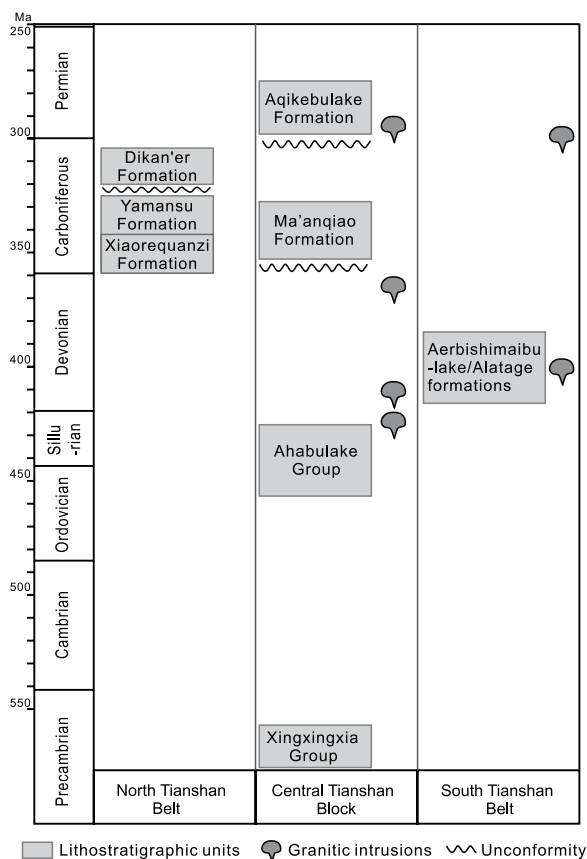 Ma
250
300
350
400
450
500
550
Permian
Carboniferous
Devonian
Sillu
-rian
Ordovician
Cambrian
Precambrian
Dikan'er
Formation
Yamansu
Formation
Xiaorequanzi
Formation
Aqikebulake
Formation
Ma'anqiao
Formation
Ahabulake
Group
Xingxingxia
Group
Aerbishimaibu
-lake/Alatage
formations
North Tianshan
Belt
Central Tianshan
Block
South Tianshan
Belt
Lithostratigraphic units
Granitic intrusions
Unconformity